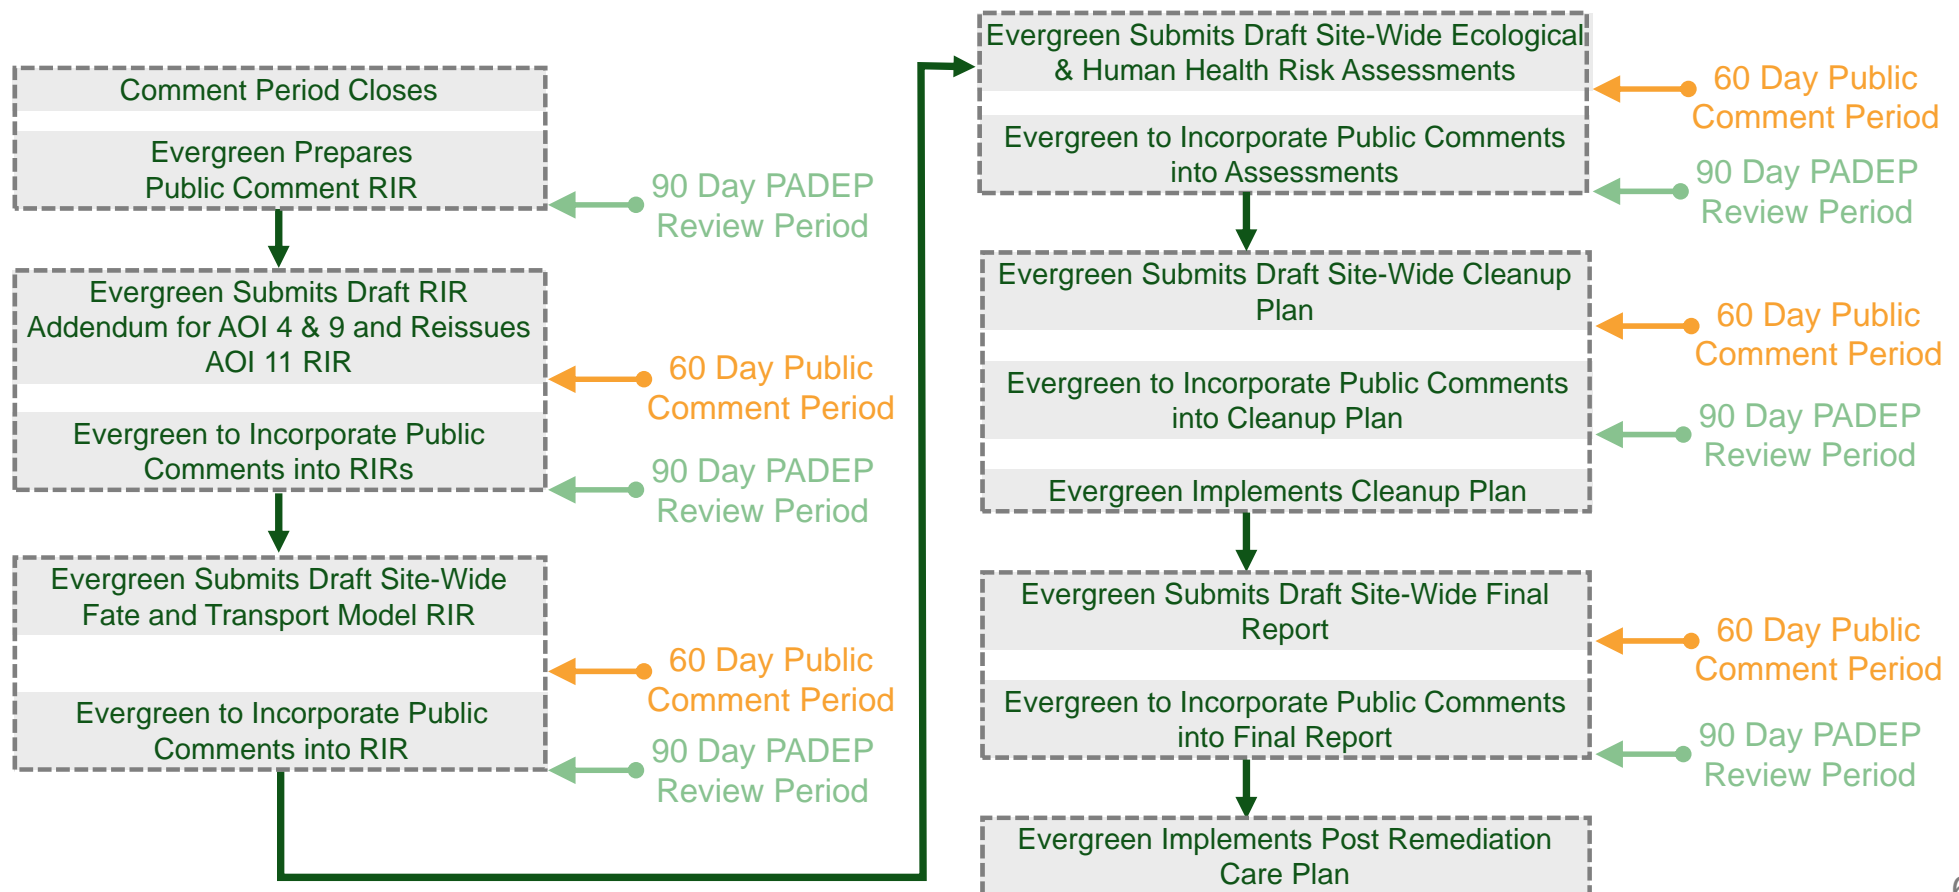 Comment Period Closes
Evergreen Prepares
Public Comment RIR
90 Day PADEP
Review Period
Evergreen Submits Draft RIR
Addendum for AOI 4 & 9 and Reissues
AOI 11 RIR
60 Day Public
Comment Period
Evergreen to Incorporate Public
Comments into RIRs
90 Day PADEP
Review Period
Evergreen Submits Draft Site-Wide
Fate and Transport Model RIR
60 Day Public
Comment Period
Evergreen to Incorporate Public
Comments into RIR
90 Day PADEP
Review Period
Evergreen Submits Draft Site-Wide Ecological
& Human Health Risk Assessments
60 Day Public
Comment Period
Evergreen to Incorporate Public Comments
into Assessments
90 Day PADEP
Review Period
Evergreen Submits Draft Site-Wide Cleanup
Plan
60 Day Public
Comment Period
Evergreen to Incorporate Public Comments
into Cleanup Plan
90 Day PADEP
Review Period
Evergreen Implements Cleanup Plan
Evergreen Submits Draft Site-Wide Final
Report
60 Day Public
Comment Period
Evergreen to Incorporate Public Comments
into Final Report
90 Day PADEP
Review Period
Evergreen Implements Post Remediation
Care Plan